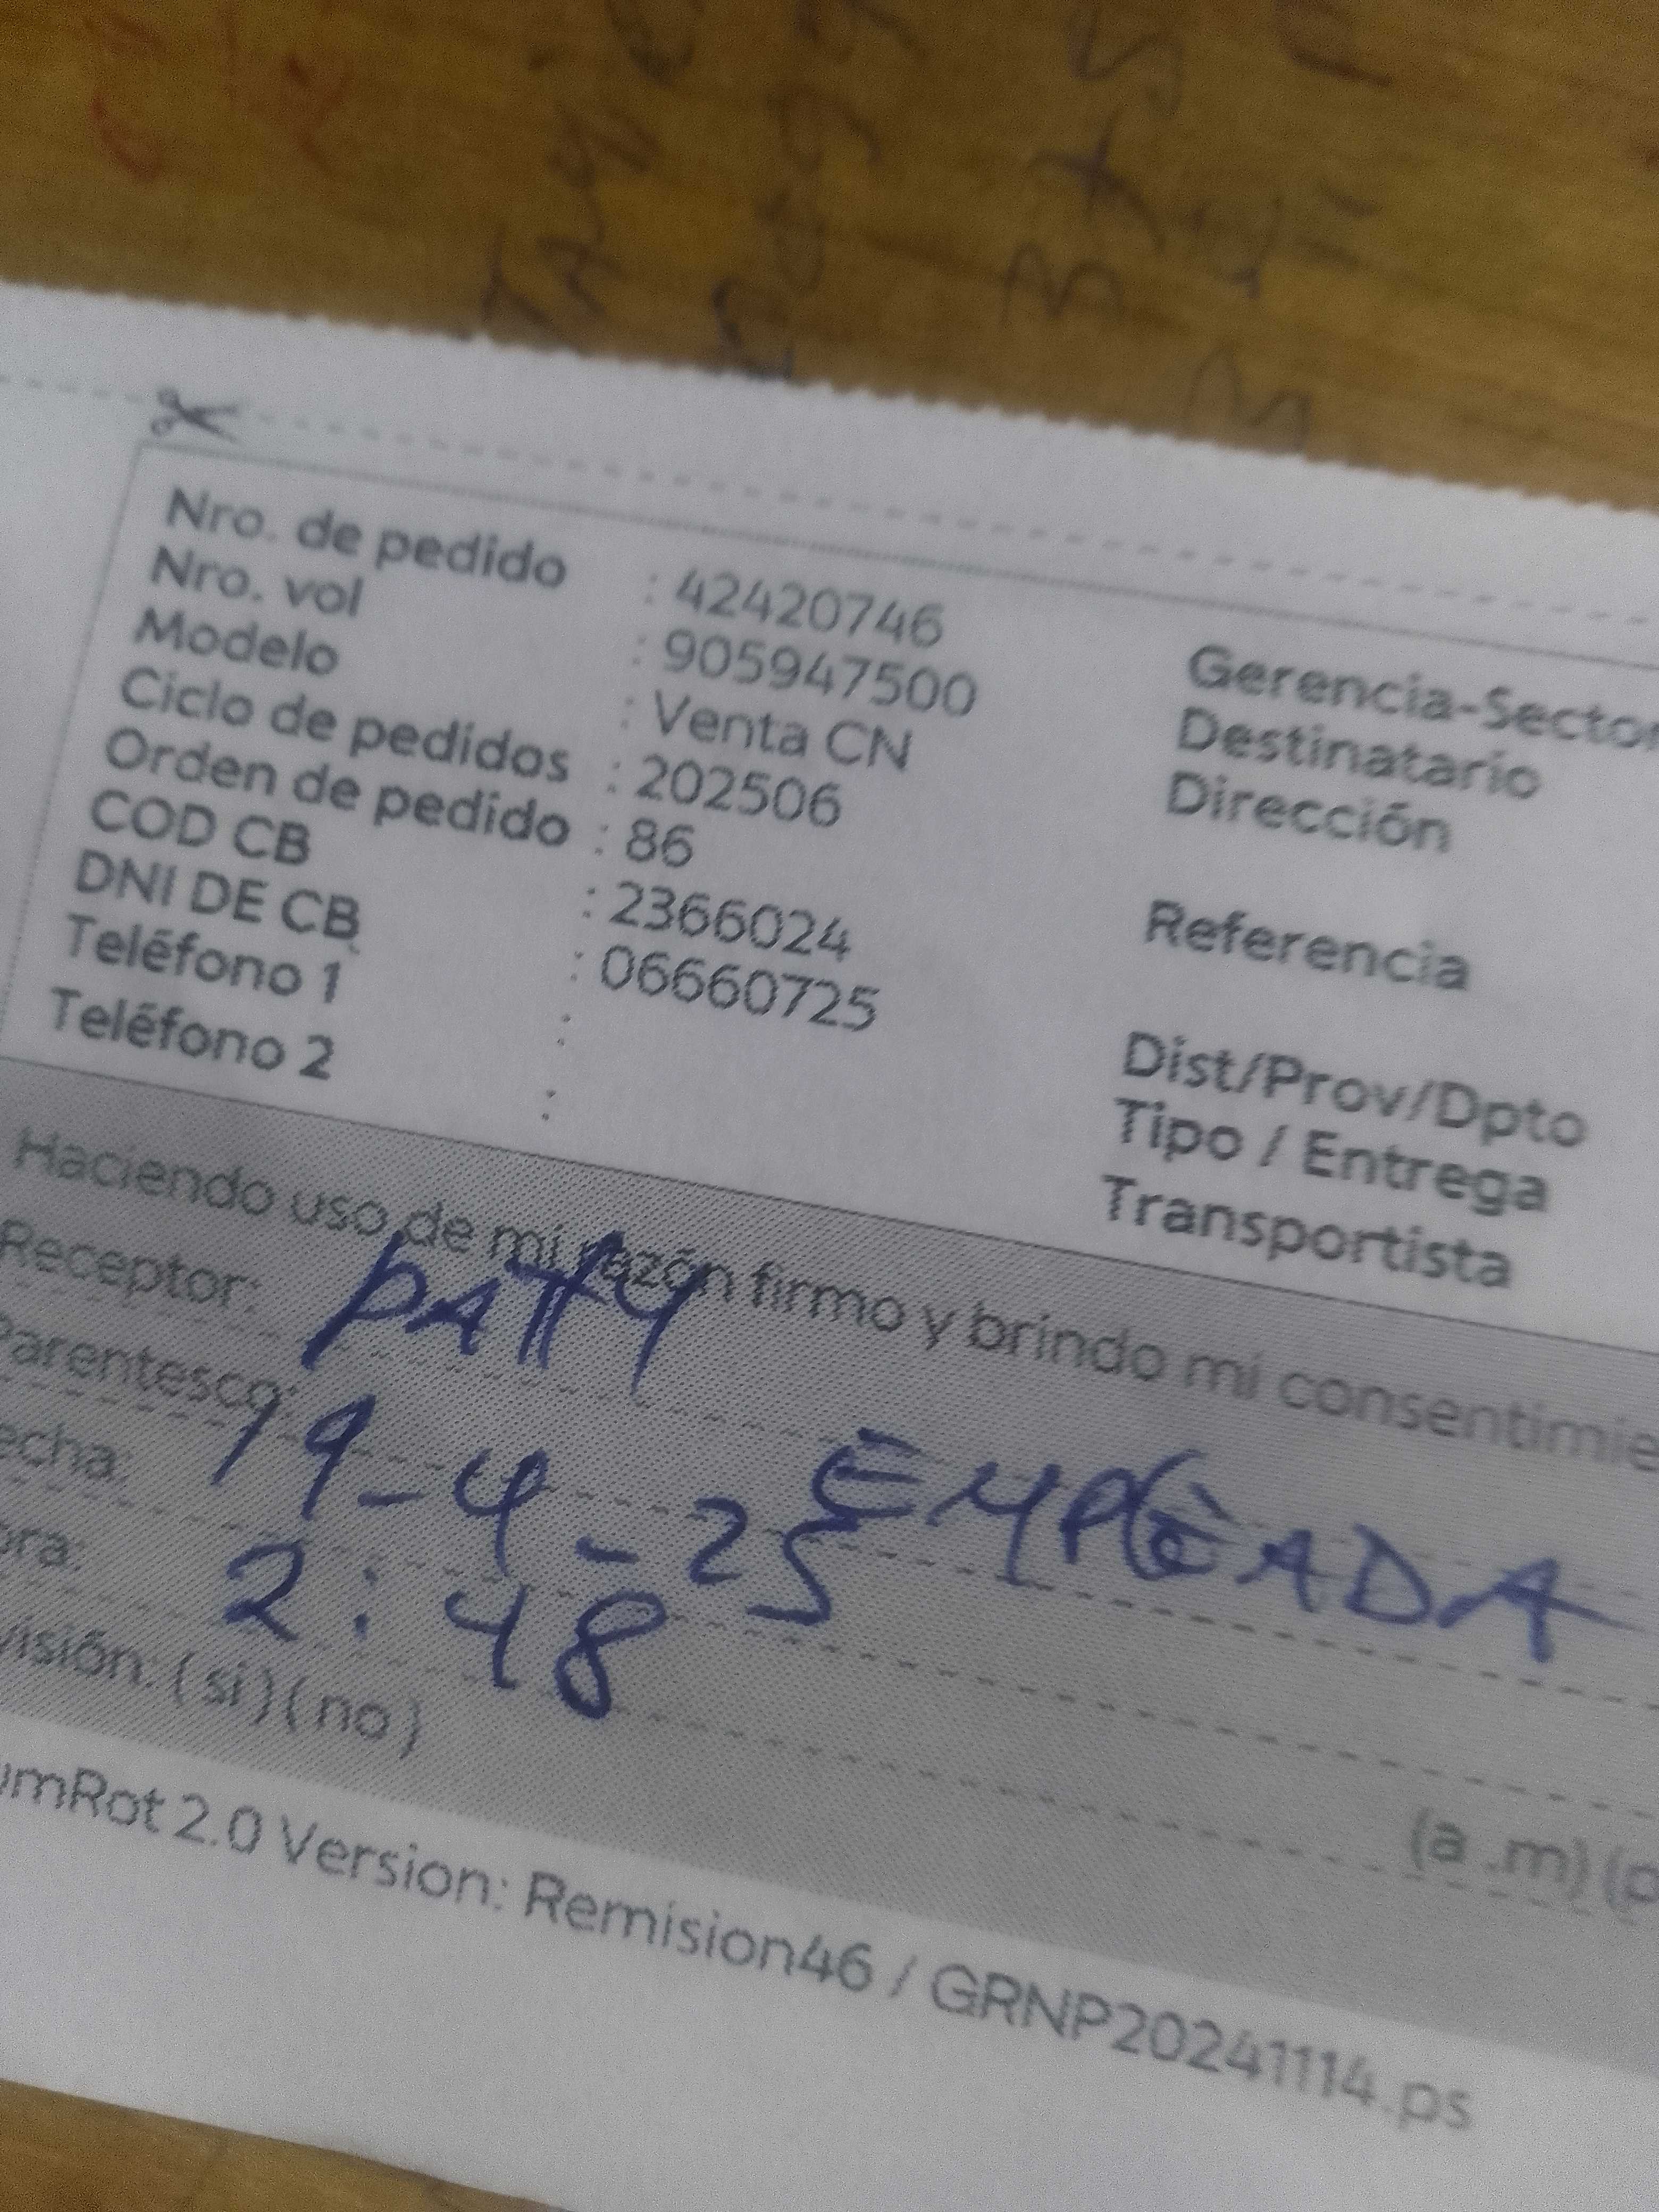 Nro. de pedido : 42420746
Nro. vol : 905947500
Modelo : Venta CN
Ciclo de pedidos : 202506
Orden de pedido : 86
COD CB : 2366024
DNI DE CB : 06660725
Teléfono 1 :
Teléfono 2 :
Gerencia-Sector
Destinatario
Dirección
Referencia
Dist/Prov/Dpto
Tipo / Entrega
Transportista
Haciendo uso de mi razón firmo y brindo mi consentimie
Receptor: PATTY
Parentesco: EMPLEADA
echa: 19-4-25
ora: 2:48 (a.m) (p
visión: (si) (no)
umRot 2.0 Version: Remision46 / GRNP20241114.ps